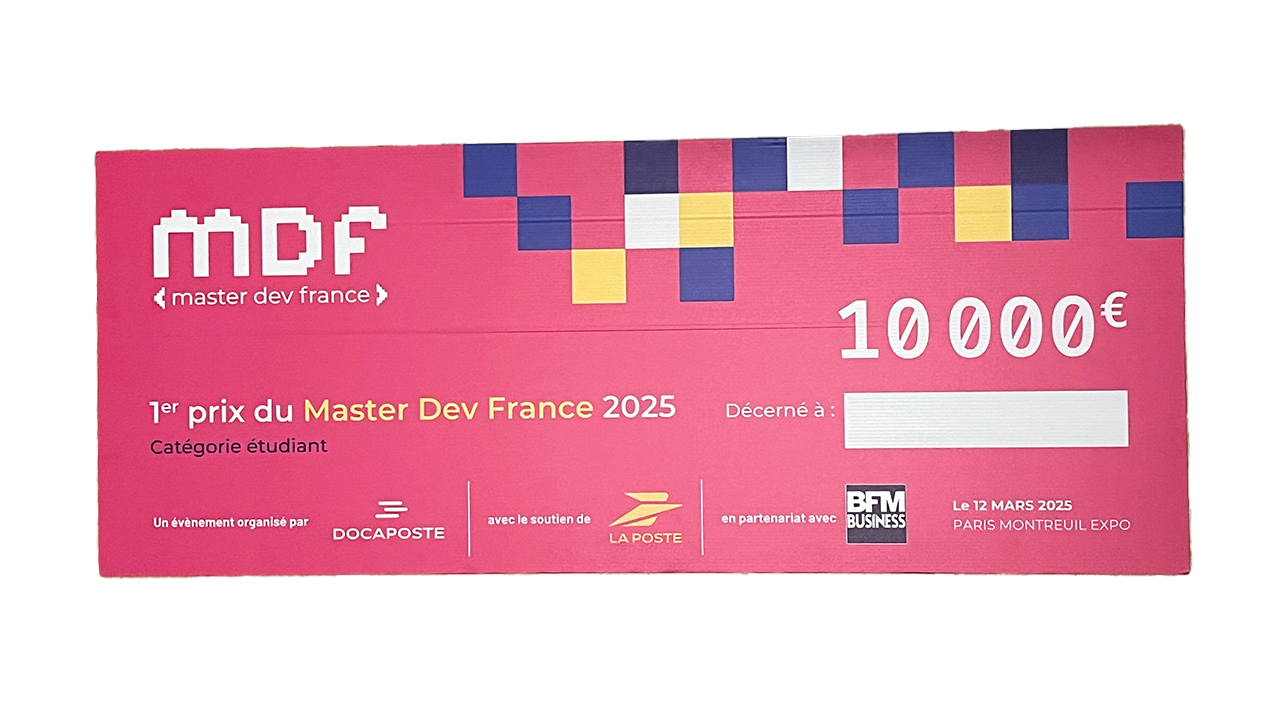 MDF
master dev france
10 000€
1er prix du Master Dev France 2025
Catégorie étudiant
Décerné à :
Un évènement organisé par
DOCAPOSTE
avec le soutien de
LA POSTE
en partenariat avec
BFM
BUSINESS
Le 12 MARS 2025
PARIS MONTREUIL EXPO